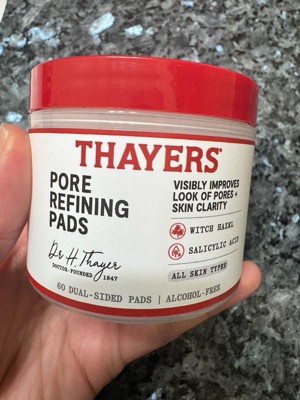 THAYERS®
PORE
REFINING
PADS
Dr H Thayer
DOCTOR-FOUNDED 1847
VISIBLY IMPROVES
LOOK OF PORES +
SKIN CLARITY
WITCH HAZEL
SALICYLIC ACID
ALL SKIN TYPES
60 DUAL-SIDED PADS | ALCOHOL-FREE